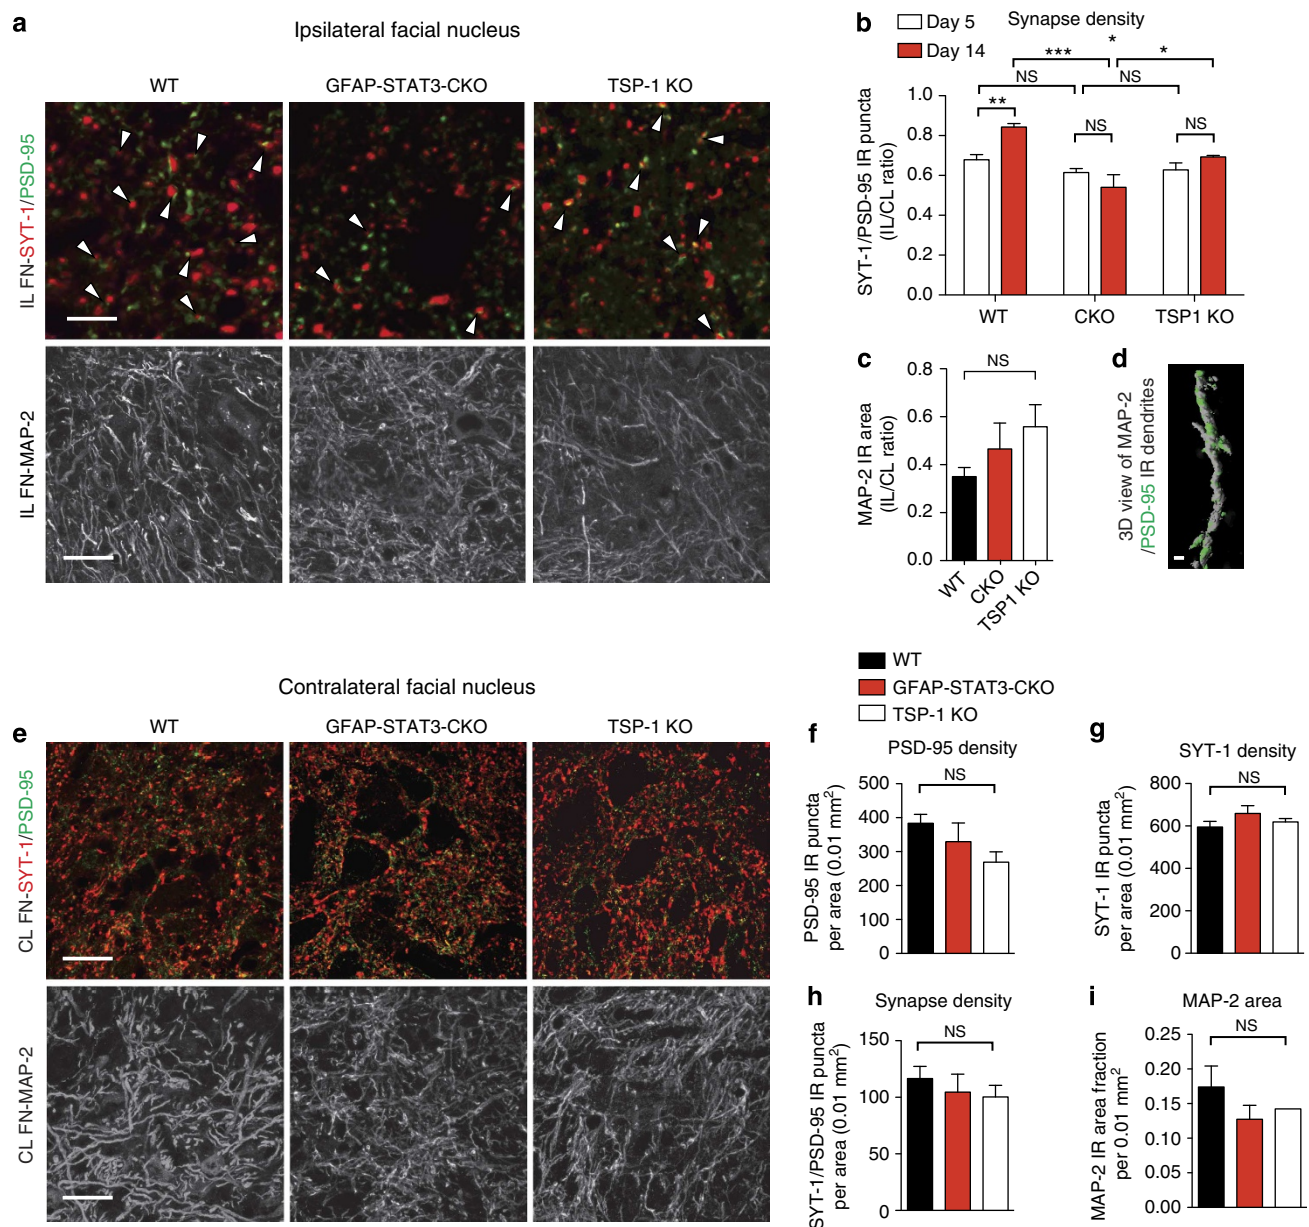 a
Ipsilateral facial nucleus
WT
GFAP-STAT3-CKO
TSP-1 KO
IL FN-SYT-1/PSD-95
IL FN-MAP-2
b
Day 5
Day 14
Synapse density
*
***
*
NS
NS
**
NS
NS
SYT-1/PSD-95 IR puncta
(IL/CL ratio)
1.0
0.8
0.6
0.4
0.2
0.0
WT
CKO
TSP1 KO
c
NS
MAP-2 IR area
(IL/CL ratio)
0.8
0.6
0.4
0.2
0.0
WT
CKO
TSP1 KO
d
3D view of MAP-2
/PSD-95 IR dendrites
WT
GFAP-STAT3-CKO
TSP-1 KO
e
Contralateral facial nucleus
WT
GFAP-STAT3-CKO
TSP-1 KO
CL FN-SYT-1/PSD-95
CL FN-MAP-2
f
PSD-95 density
NS
PSD-95 IR puncta
per area (0.01 mm²)
500
400
300
200
100
0
g
SYT-1 density
NS
SYT-1 IR puncta
per area (0.01 mm²)
800
600
400
200
0
h
Synapse density
NS
SYT-1/PSD-95 IR puncta
per area (0.01 mm²)
150
100
50
0
i
MAP-2 area
NS
MAP-2 IR area fraction
per 0.01 mm²
0.25
0.20
0.15
0.10
0.05
0.00